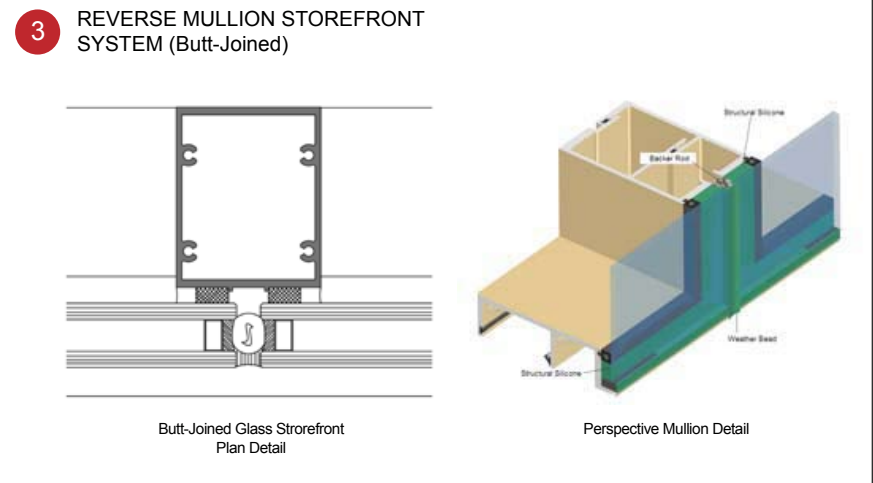 3
REVERSE MULLION STOREFRONT
SYSTEM (Butt-Joined)
Structural Silicone
Backer Rod
Weather Bead
Structural Silicone
Butt-Joined Glass Strorefront
Plan Detail
Perspective Mullion Detail